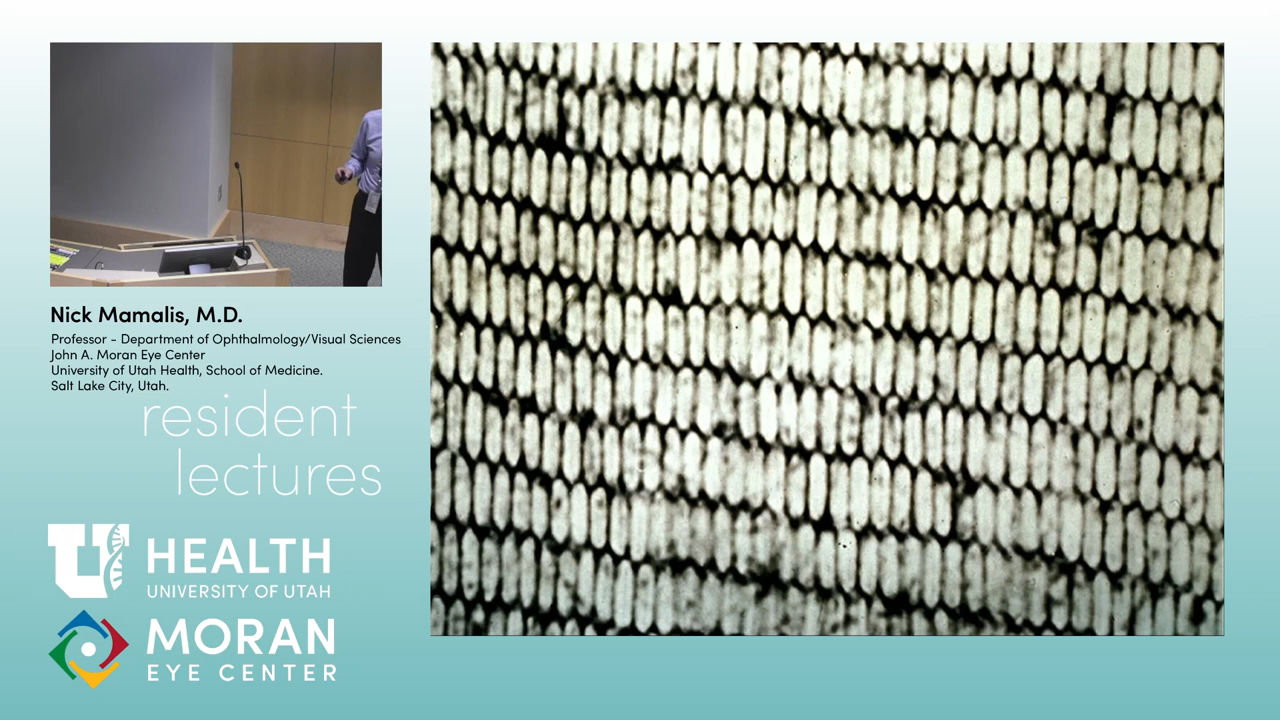 Nick Mamalis, M.D.
Professor - Department of Ophthalmology/Visual Sciences
John A. Moran Eye Center
University of Utah Health, School of Medicine.
Salt Lake City, Utah.
resident
lectures
U HEALTH
UNIVERSITY OF UTAH
MORAN
EYE CENTER